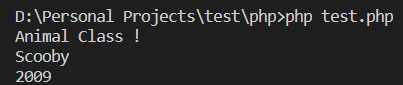 D:\Personal Projects\test\php>php test.php
Animal Class !
Scooby
2009